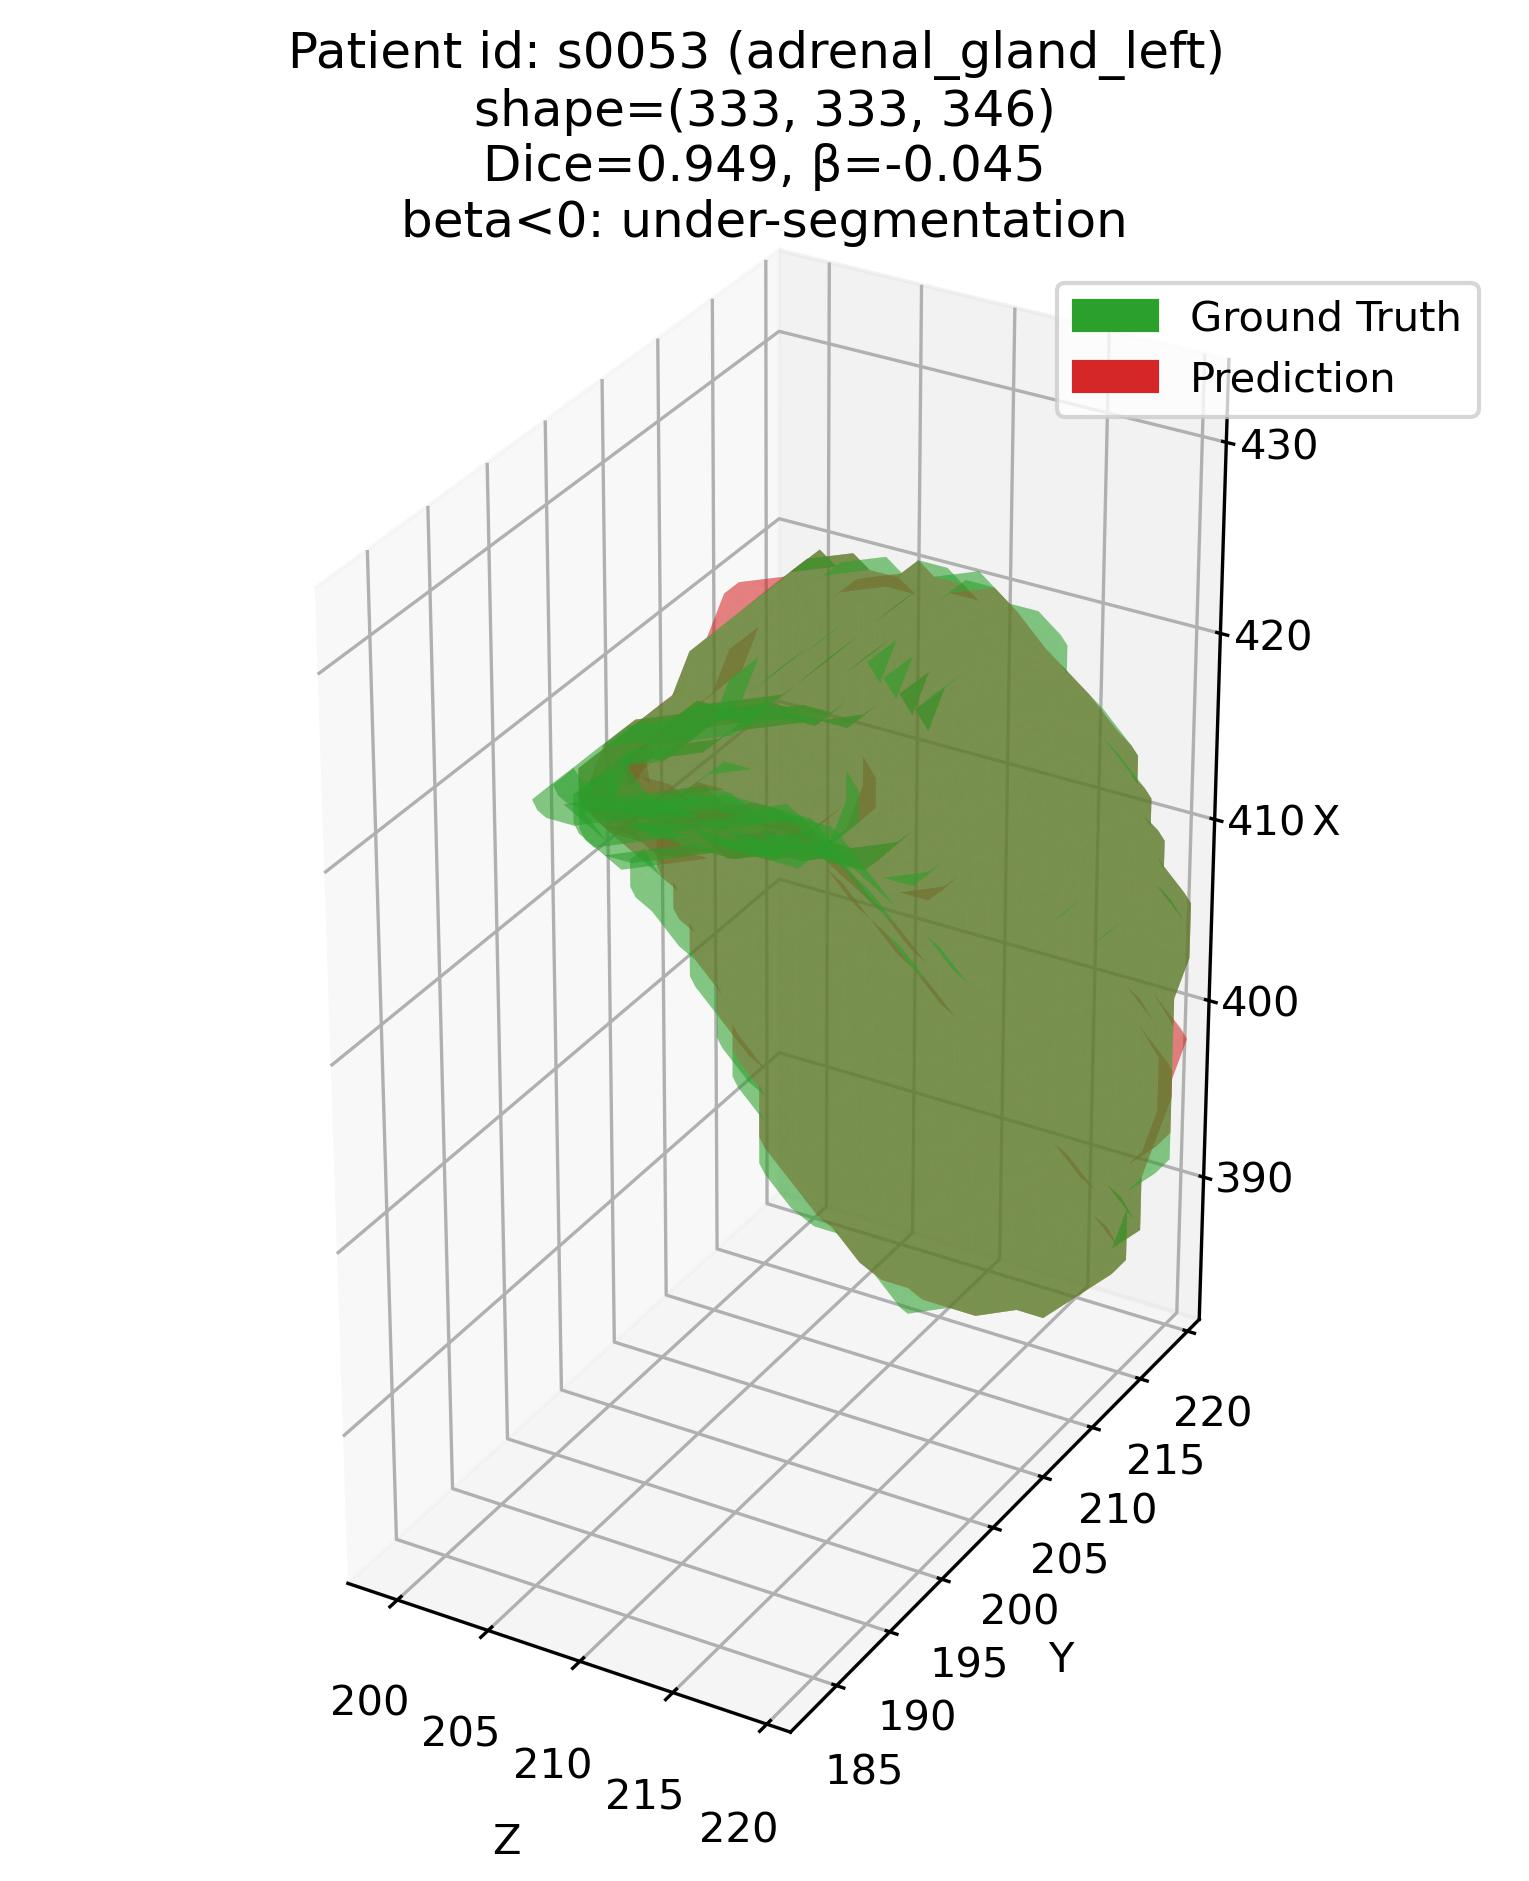 Patient id: s0053 (adrenal_gland_left)
shape=(333, 333, 346)
Dice=0.949, β=-0.045
beta<0: under-segmentation
Ground Truth
Prediction
430
420
410 X
400
390
220
215
210
205
200
195 Y
190
185
200
205
210
215
220
Z